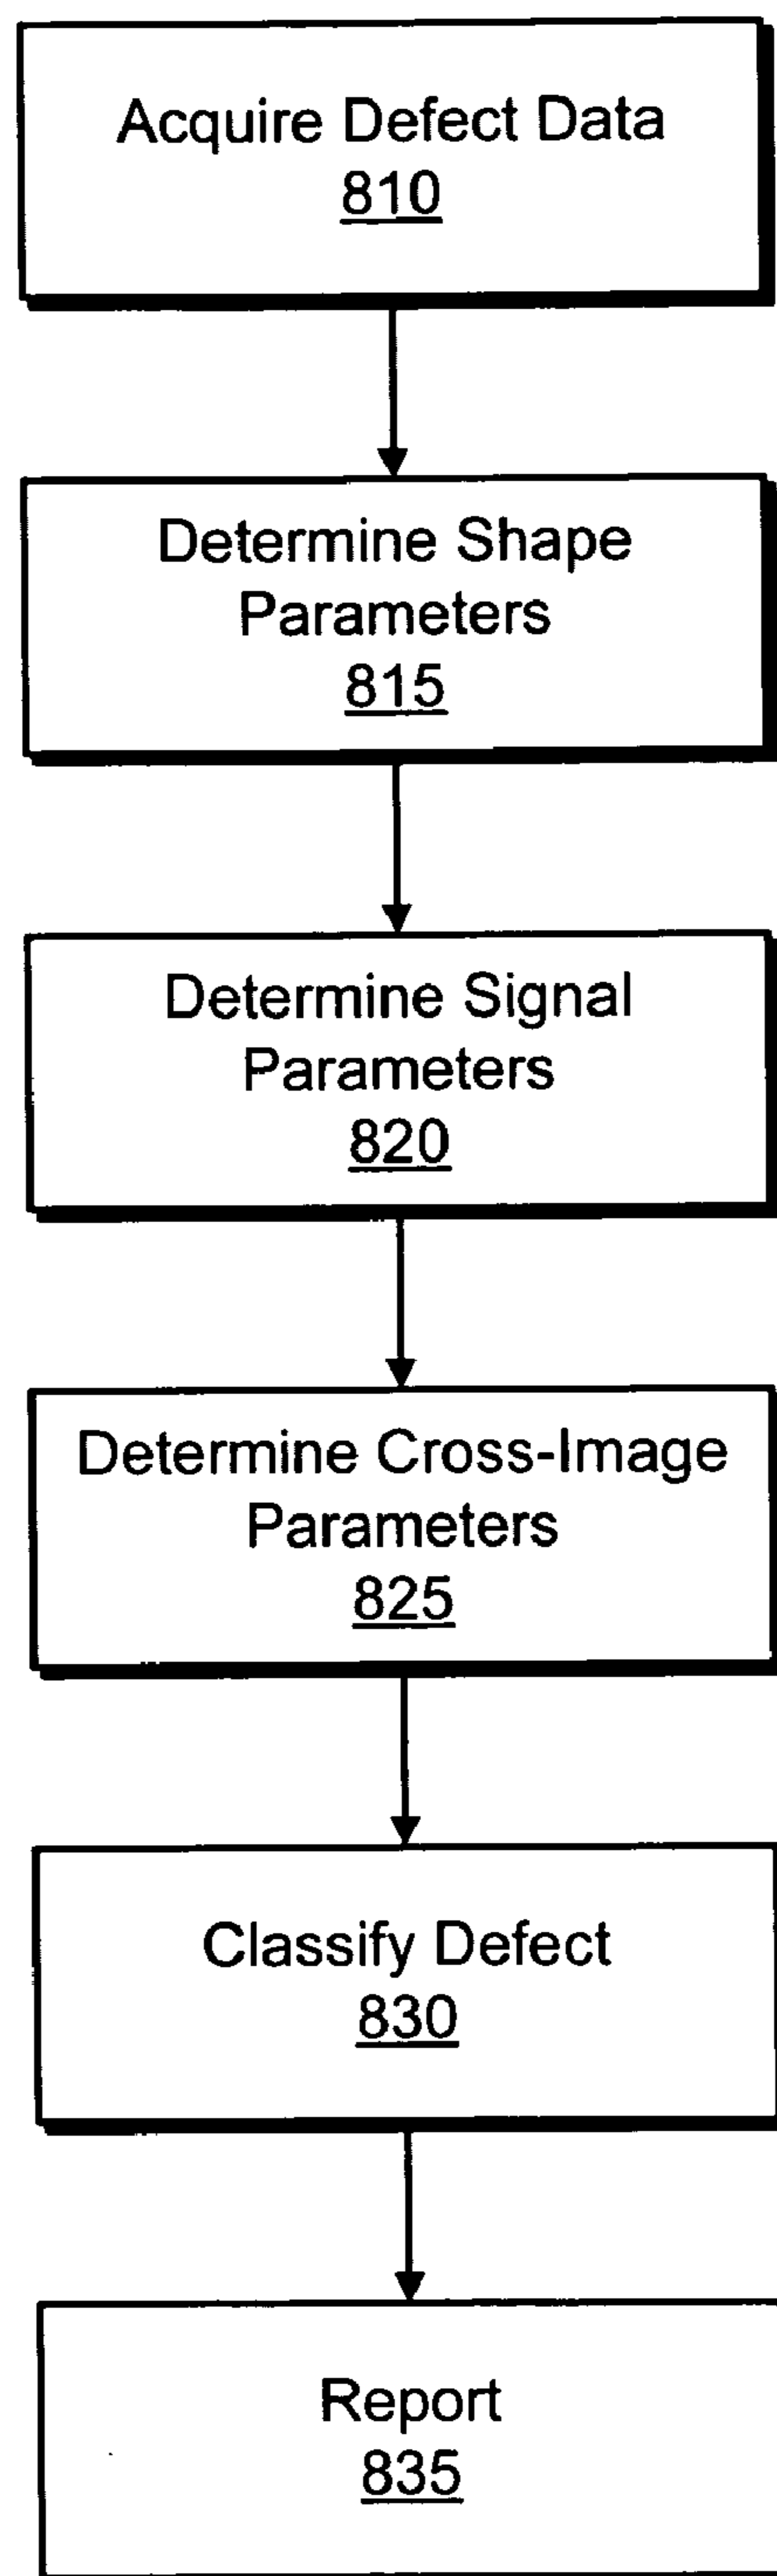 Acquire Defect Data
810
Determine Shape
Parameters
815
Determine Signal
Parameters
820
Determine Cross-Image
Parameters
825
Classify Defect
830
Report
835